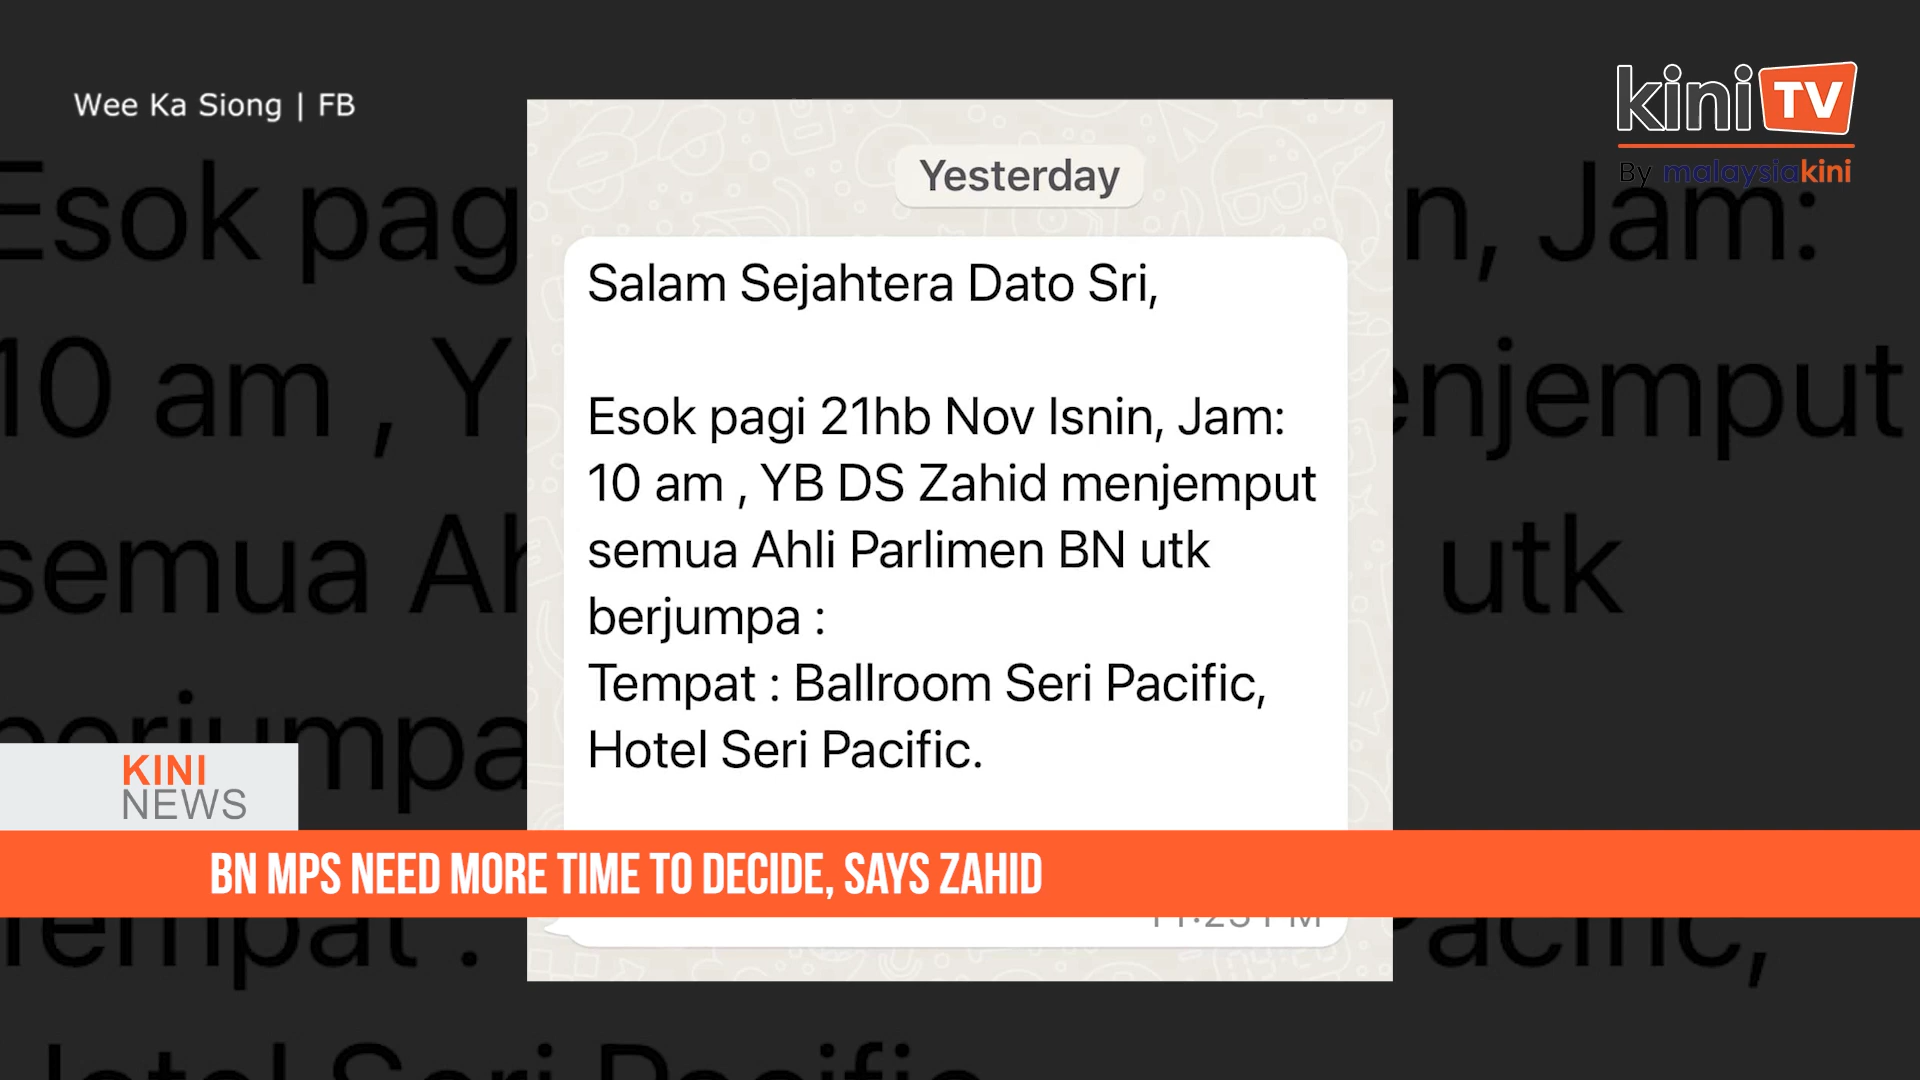 Wee Ka Siong | FB
kini TV
By malaysiakini
Yesterday
Salam Sejahtera Dato Sri,
Esok pagi 21hb Nov Isnin, Jam:
10 am , YB DS Zahid menjemput
semua Ahli Parlimen BN utk
berjumpa :
Tempat : Ballroom Seri Pacific,
Hotel Seri Pacific.
KINI
NEWS
BN MPS NEED MORE TIME TO DECIDE, SAYS ZAHID